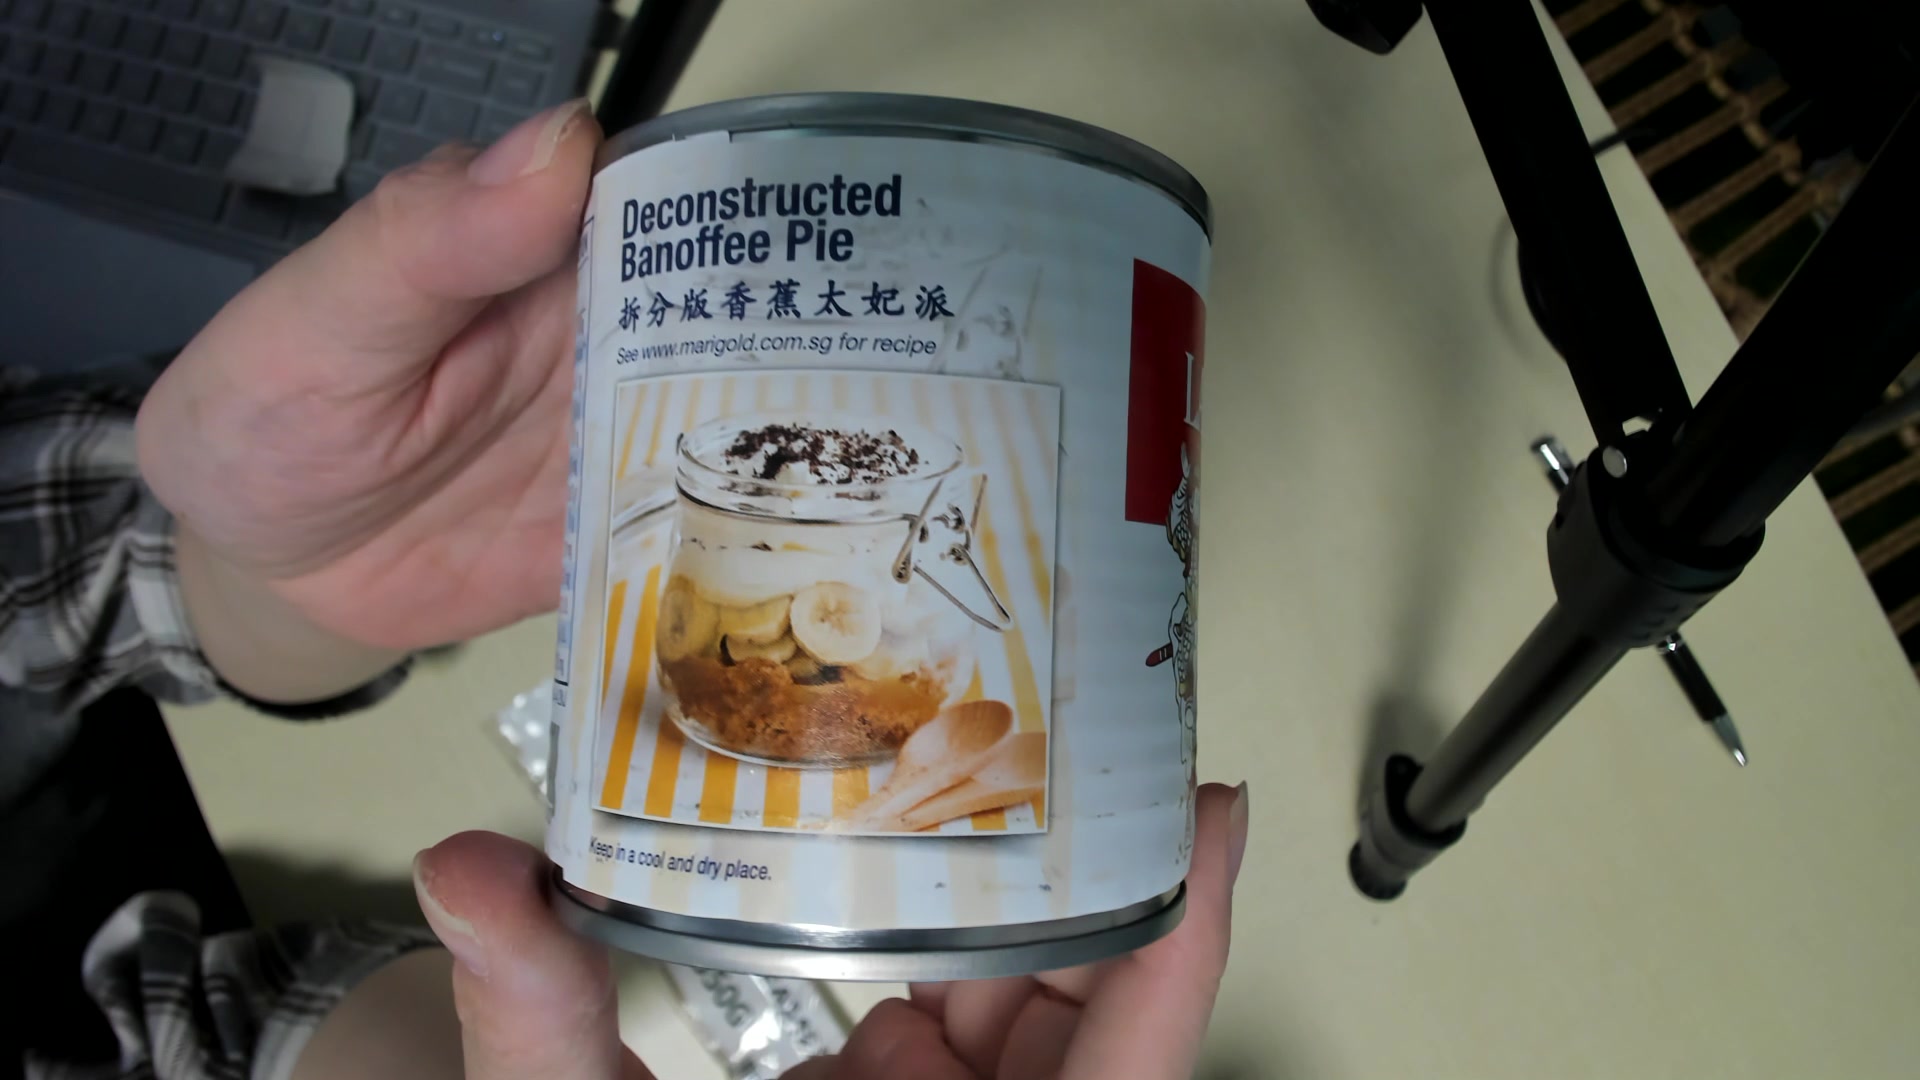 Deconstructed
Banoffee Pie
拆分版香蕉太妃派
See www.marigold.com.sg for recipe
Keep in a cool and dry place.
50G